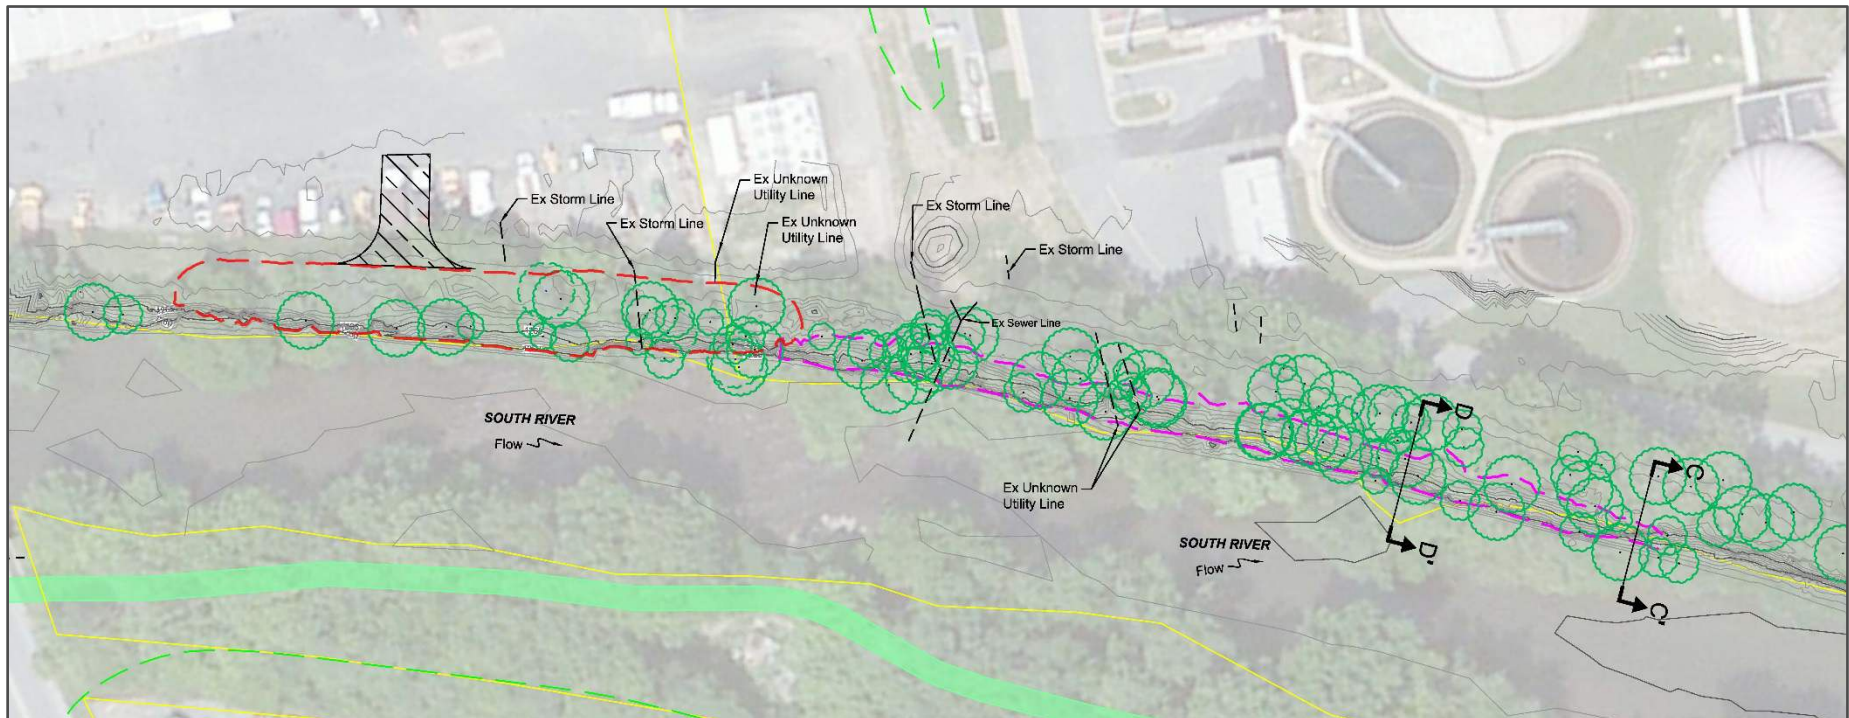 Ex Unknown
Utility Line
Ex Storm Line
Ex Storm Line
Ex Unknown
Utility Line
Ex Storm Line
Ex Storm Line
Ex Sewer Line
SOUTH RIVER
Flow
Ex Unknown
Utility Line
SOUTH RIVER
Flow
D
D'
C
C'